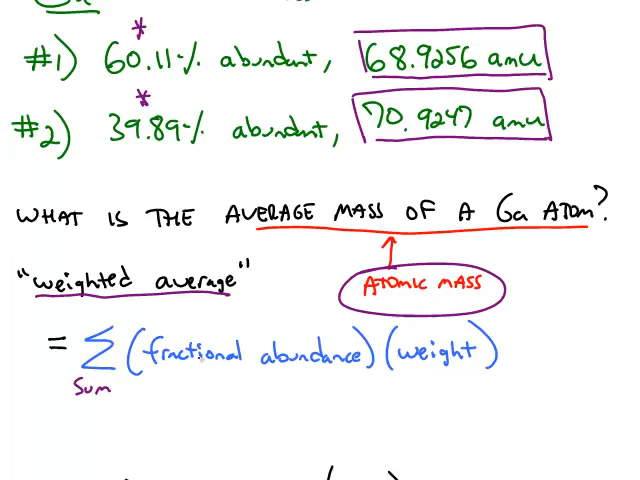 #1) 60.11% abundant, 68.9256 amu
#2) 39.89% abundant, 70.9247 amu
WHAT IS THE AVERAGE MASS OF A Ga ATOM?
"weighted average"
ATOMIC MASS
= Σ (fractional abundance) (weight)
Sum